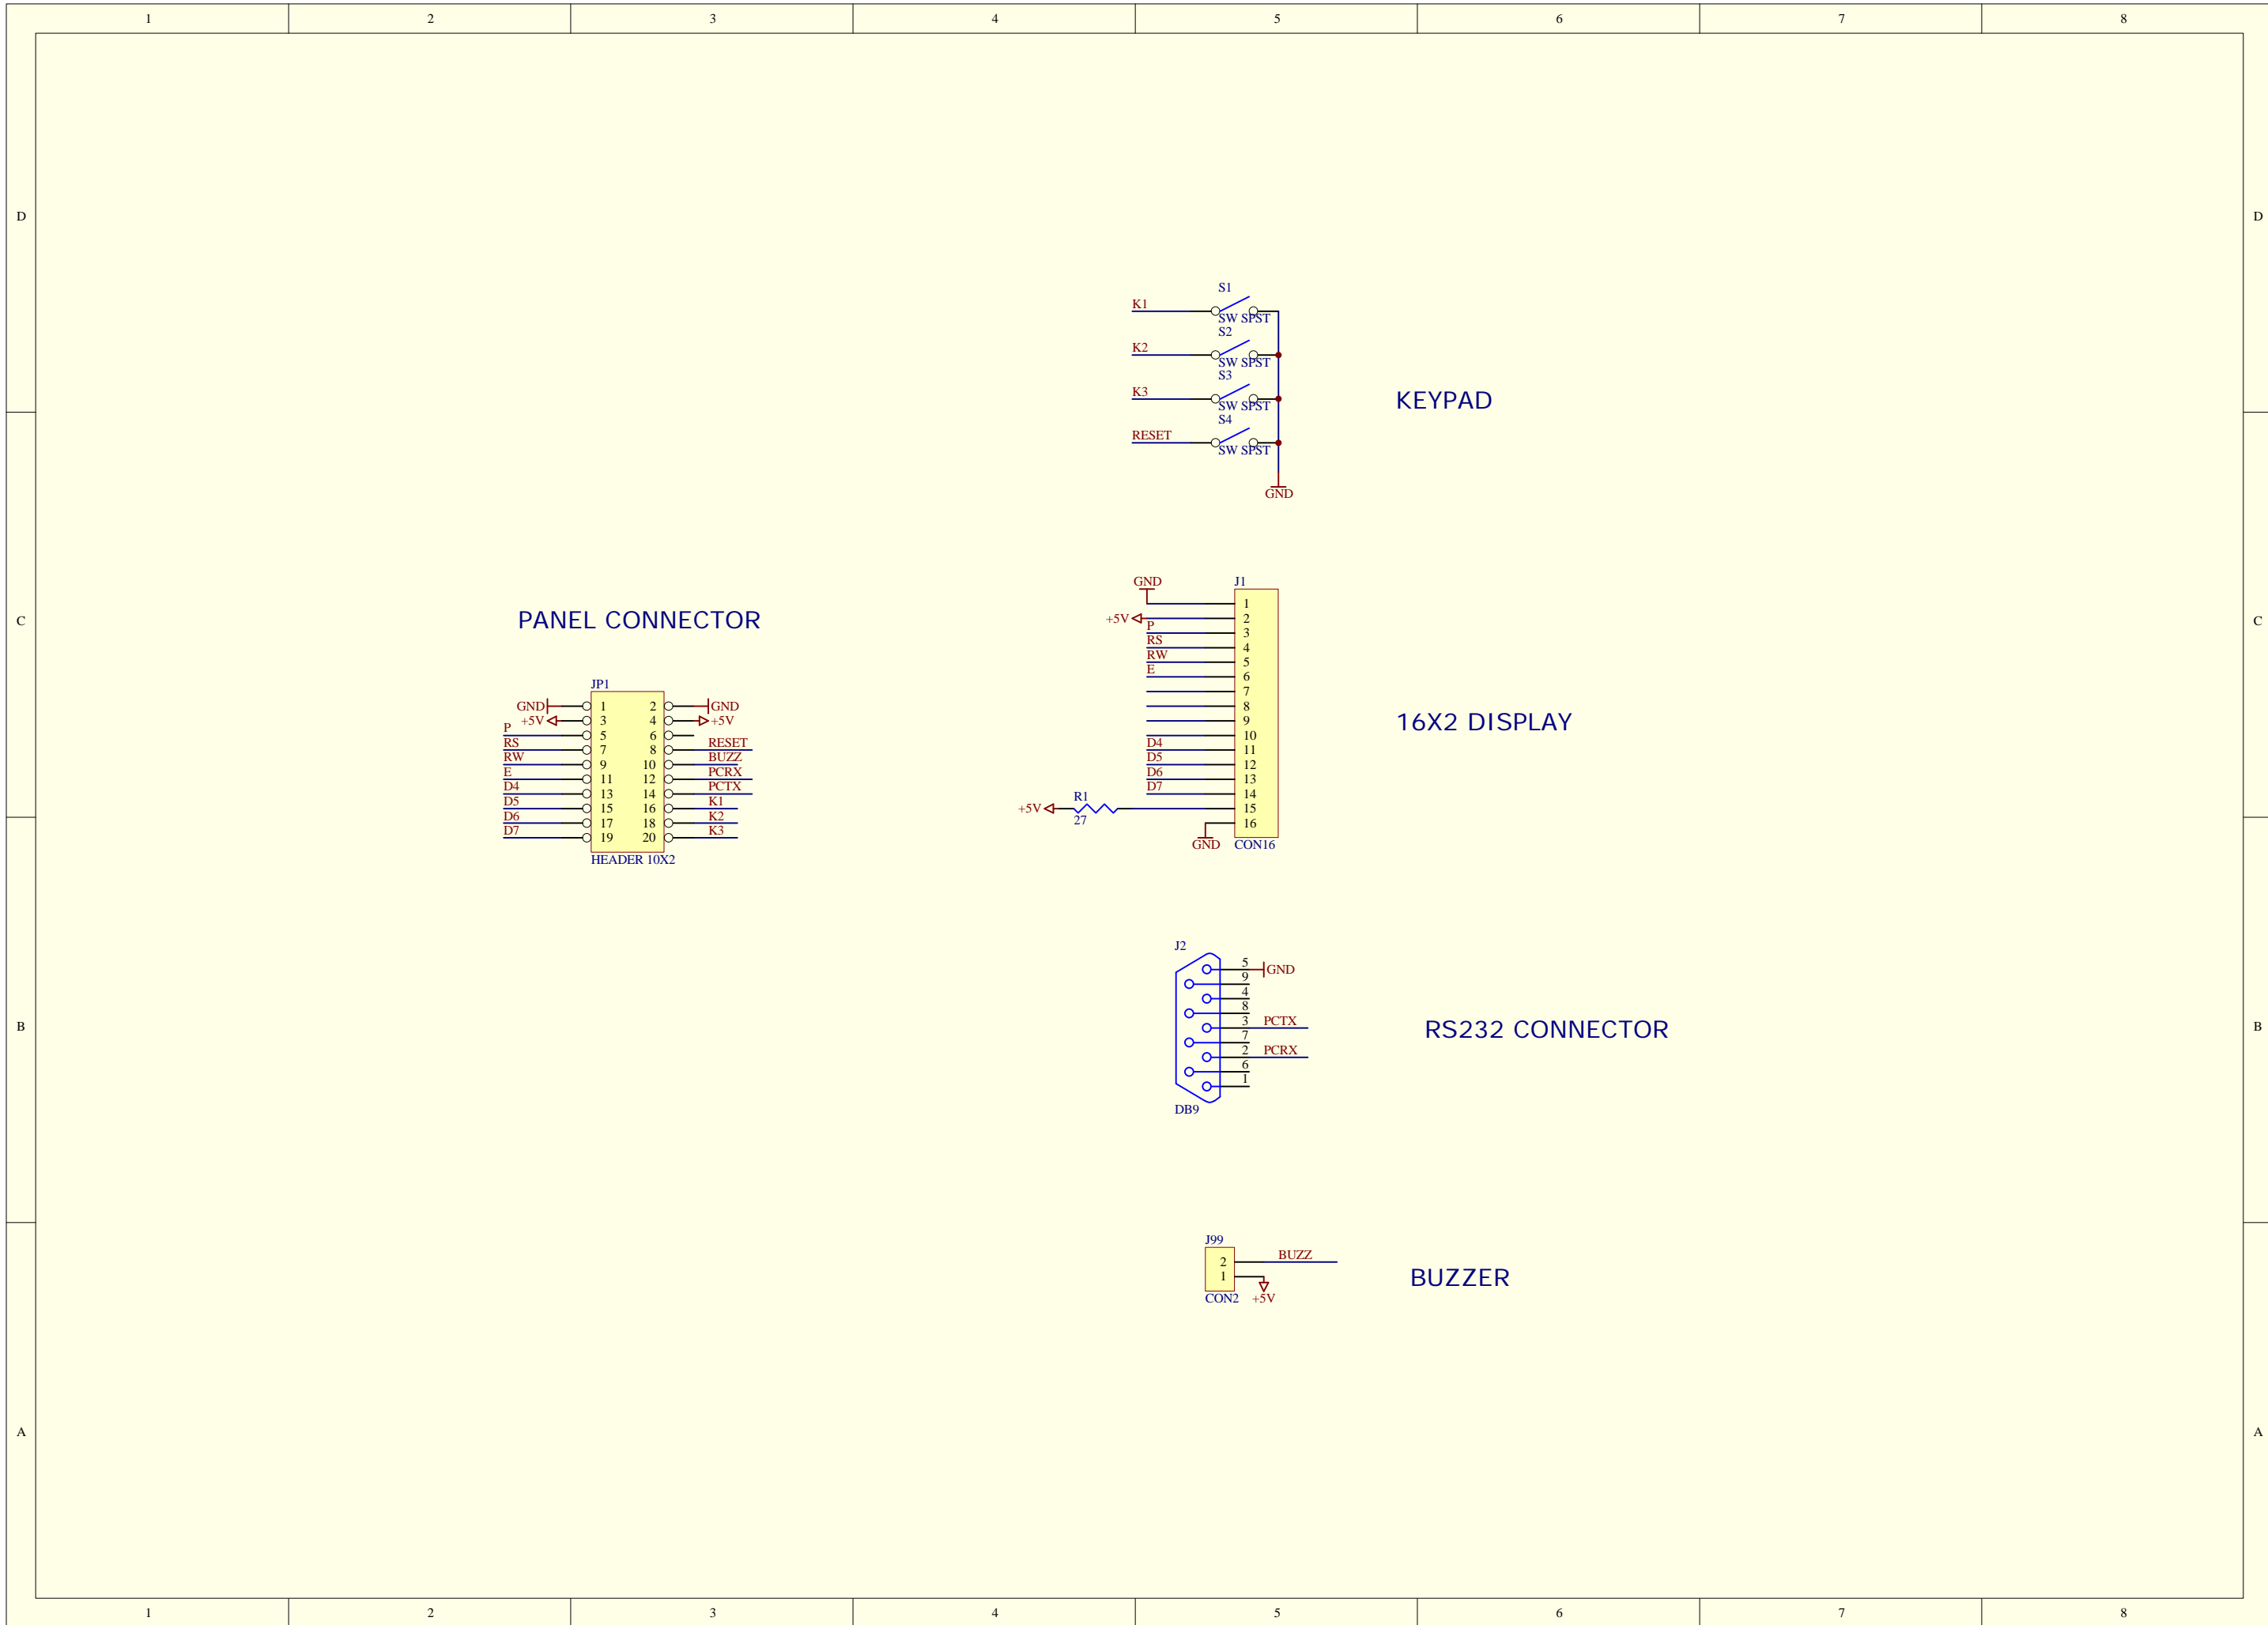 1 2 3 4 5 6 7 8
D D
S1
K1
SW SPST
S2
K2
SW SPST
S3
K3
SW SPST
KEYPAD
S4
RESET
SW SPST
GND
C C
PANEL CONNECTOR
JP1
GND 1 2 GND
+5V 3 4 +5V
P 5 6
RS 7 8 RESET
RW 9 10 BUZZ
E 11 12 PCRX
D4 13 14 PCTX
D5 15 16 K1
D6 17 18 K2
D7 19 20 K3
HEADER 10X2
GND J1
1
+5V 2
P 3
RS 4
RW 5
E 6
7
8
9
10
D4 11
D5 12
D6 13
D7 14
+5V R1 15
27
16
GND CON16
16X2 DISPLAY
B B
J2
5 GND
9
4
8
3 PCTX
7
2 PCRX
6
1
DB9
RS232 CONNECTOR
J99
2 BUZZ
1
CON2 +5V
BUZZER
A A
1 2 3 4 5 6 7 8